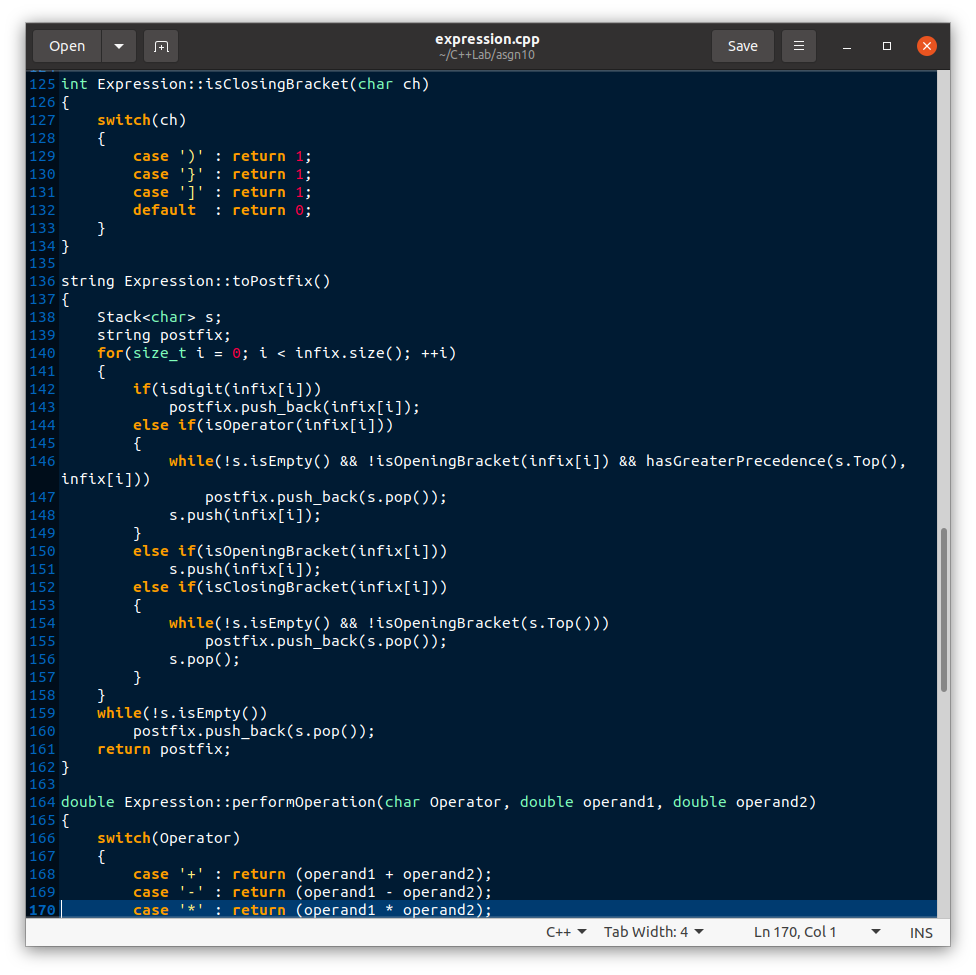 Open
expression.cpp
~/C++Lab/asgn10
Save
125 int Expression::isClosingBracket(char ch)
126 {
127     switch(ch)
128     {
129         case ')' : return 1;
130         case '}' : return 1;
131         case ']' : return 1;
132         default  : return 0;
133     }
134 }
135
136 string Expression::toPostfix()
137 {
138     Stack<char> s;
139     string postfix;
140     for(size_t i = 0; i < infix.size(); ++i)
141     {
142         if(isdigit(infix[i]))
143             postfix.push_back(infix[i]);
144         else if(isOperator(infix[i]))
145         {
146             while(!s.isEmpty() && !isOpeningBracket(infix[i]) && hasGreaterPrecedence(s.Top(),
infix[i]))
147                 postfix.push_back(s.pop());
148             s.push(infix[i]);
149         }
150         else if(isOpeningBracket(infix[i]))
151             s.push(infix[i]);
152         else if(isClosingBracket(infix[i]))
153         {
154             while(!s.isEmpty() && !isOpeningBracket(s.Top()))
155                 postfix.push_back(s.pop());
156             s.pop();
157         }
158     }
159     while(!s.isEmpty())
160         postfix.push_back(s.pop());
161     return postfix;
162 }
163
164 double Expression::performOperation(char Operator, double operand1, double operand2)
165 {
166     switch(Operator)
167     {
168         case '+' : return (operand1 + operand2);
169         case '-' : return (operand1 - operand2);
170         case '*' : return (operand1 * operand2);
C++ Tab Width: 4 Ln 170, Col 1 INS